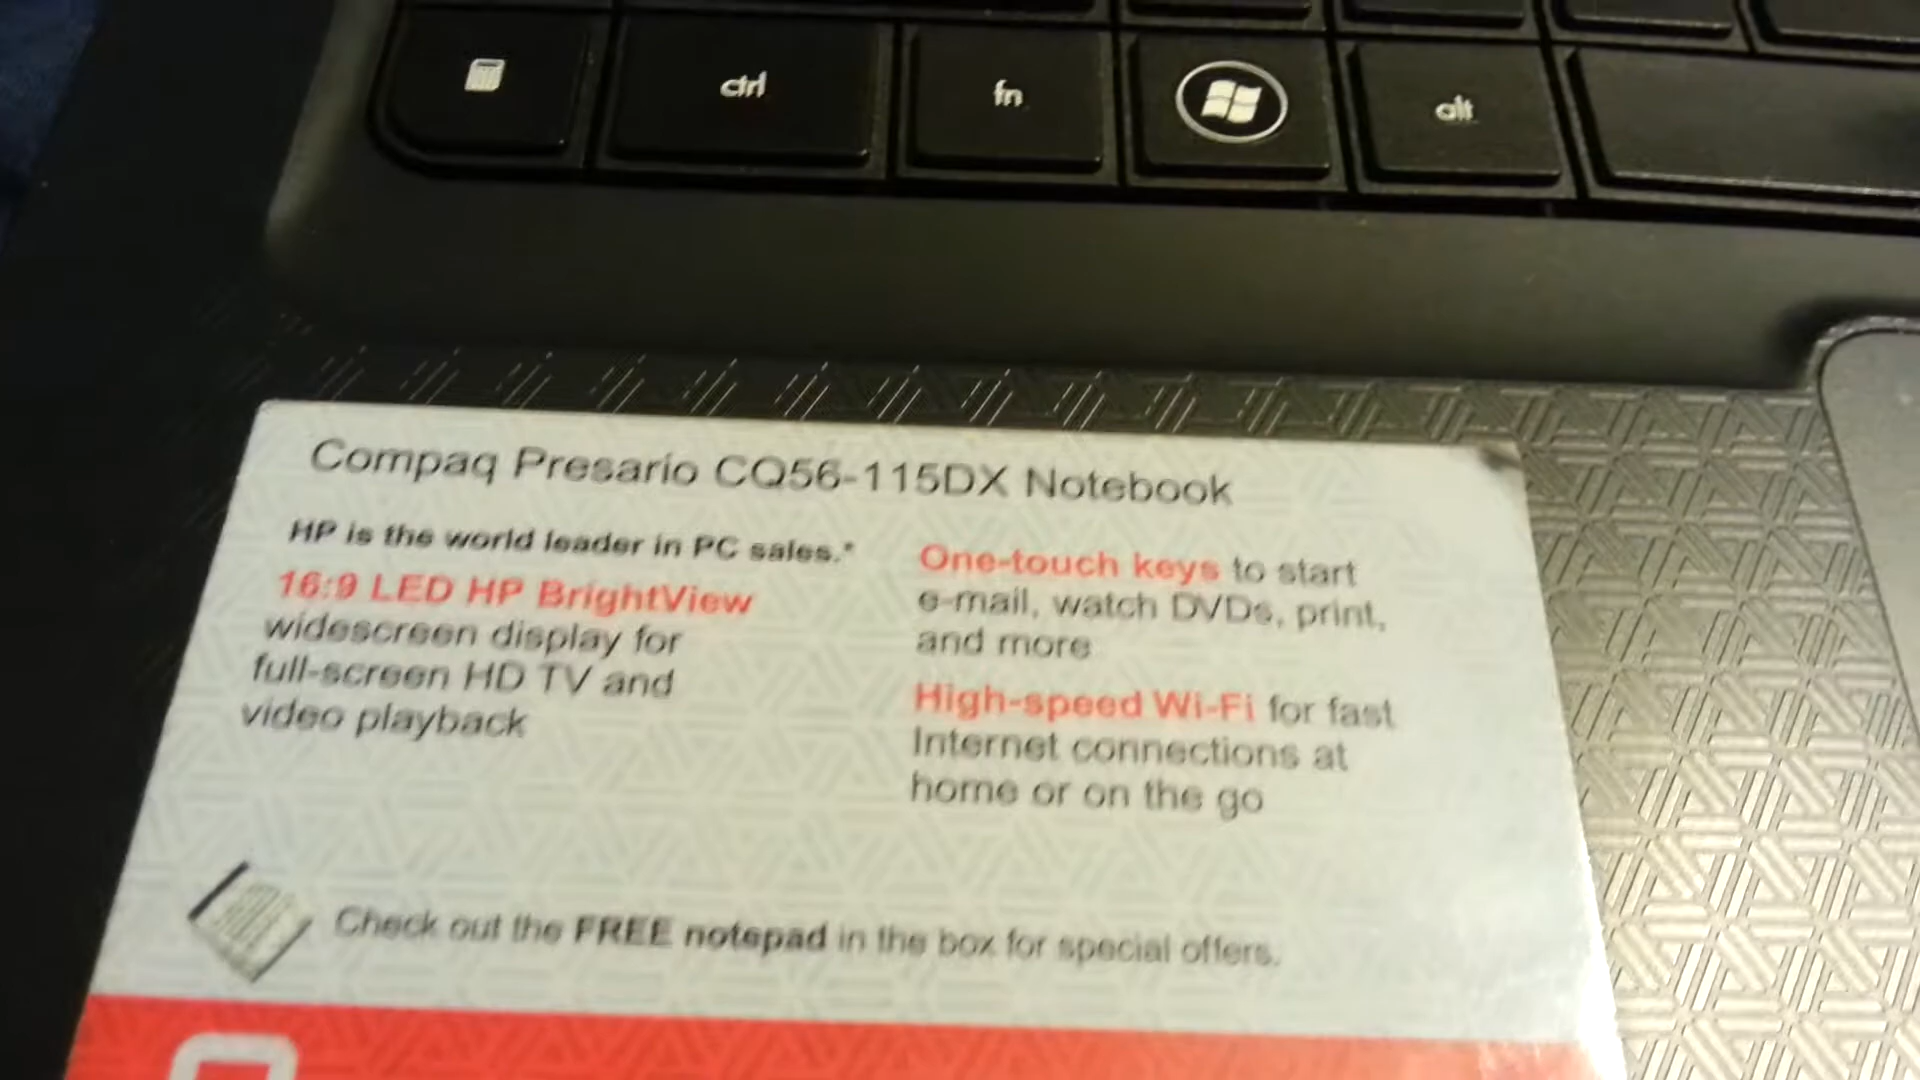 ctrl fn alt
Compaq Presario CQ56-115DX Notebook
HP is the world leader in PC sales.*
16:9 LED HP BrightView
widescreen display for
full-screen HD TV and
video playback
One-touch keys to start
e-mail, watch DVDs, print,
and more
High-speed Wi-Fi for fast
Internet connections at
home or on the go
Check out the FREE notepad in the box for special offers.